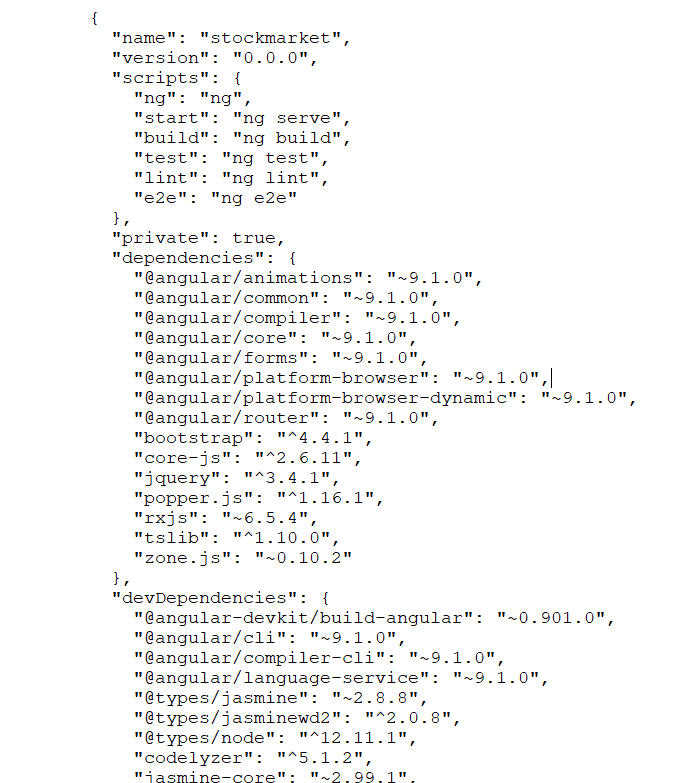 {
"name": "stockmarket",
"version": "0.0.0",
"scripts": {
"ng": "ng",
"start": "ng serve",
"build": "ng build",
"test": "ng test",
"lint": "ng lint",
"e2e": "ng e2e"
},
"private": true,
"dependencies": {
"@angular/animations": "~9.1.0",
"@angular/common": "~9.1.0",
"@angular/compiler": "~9.1.0",
"@angular/core": "~9.1.0",
"@angular/forms": "~9.1.0",
"@angular/platform-browser": "~9.1.0",
"@angular/platform-browser-dynamic": "~9.1.0",
"@angular/router": "~9.1.0",
"bootstrap": "^4.4.1",
"core-js": "^2.6.11",
"jquery": "^3.4.1",
"popper.js": "^1.16.1",
"rxjs": "~6.5.4",
"tslib": "^1.10.0",
"zone.js": "~0.10.2"
},
"devDependencies": {
"@angular-devkit/build-angular": "~0.901.0",
"@angular/cli": "~9.1.0",
"@angular/compiler-cli": "~9.1.0",
"@angular/language-service": "~9.1.0",
"@types/jasmine": "~2.8.8",
"@types/jasminewd2": "^2.0.8",
"@types/node": "^12.11.1",
"codelyzer": "^5.1.2",
"jasmine-core": "~2.99.1",